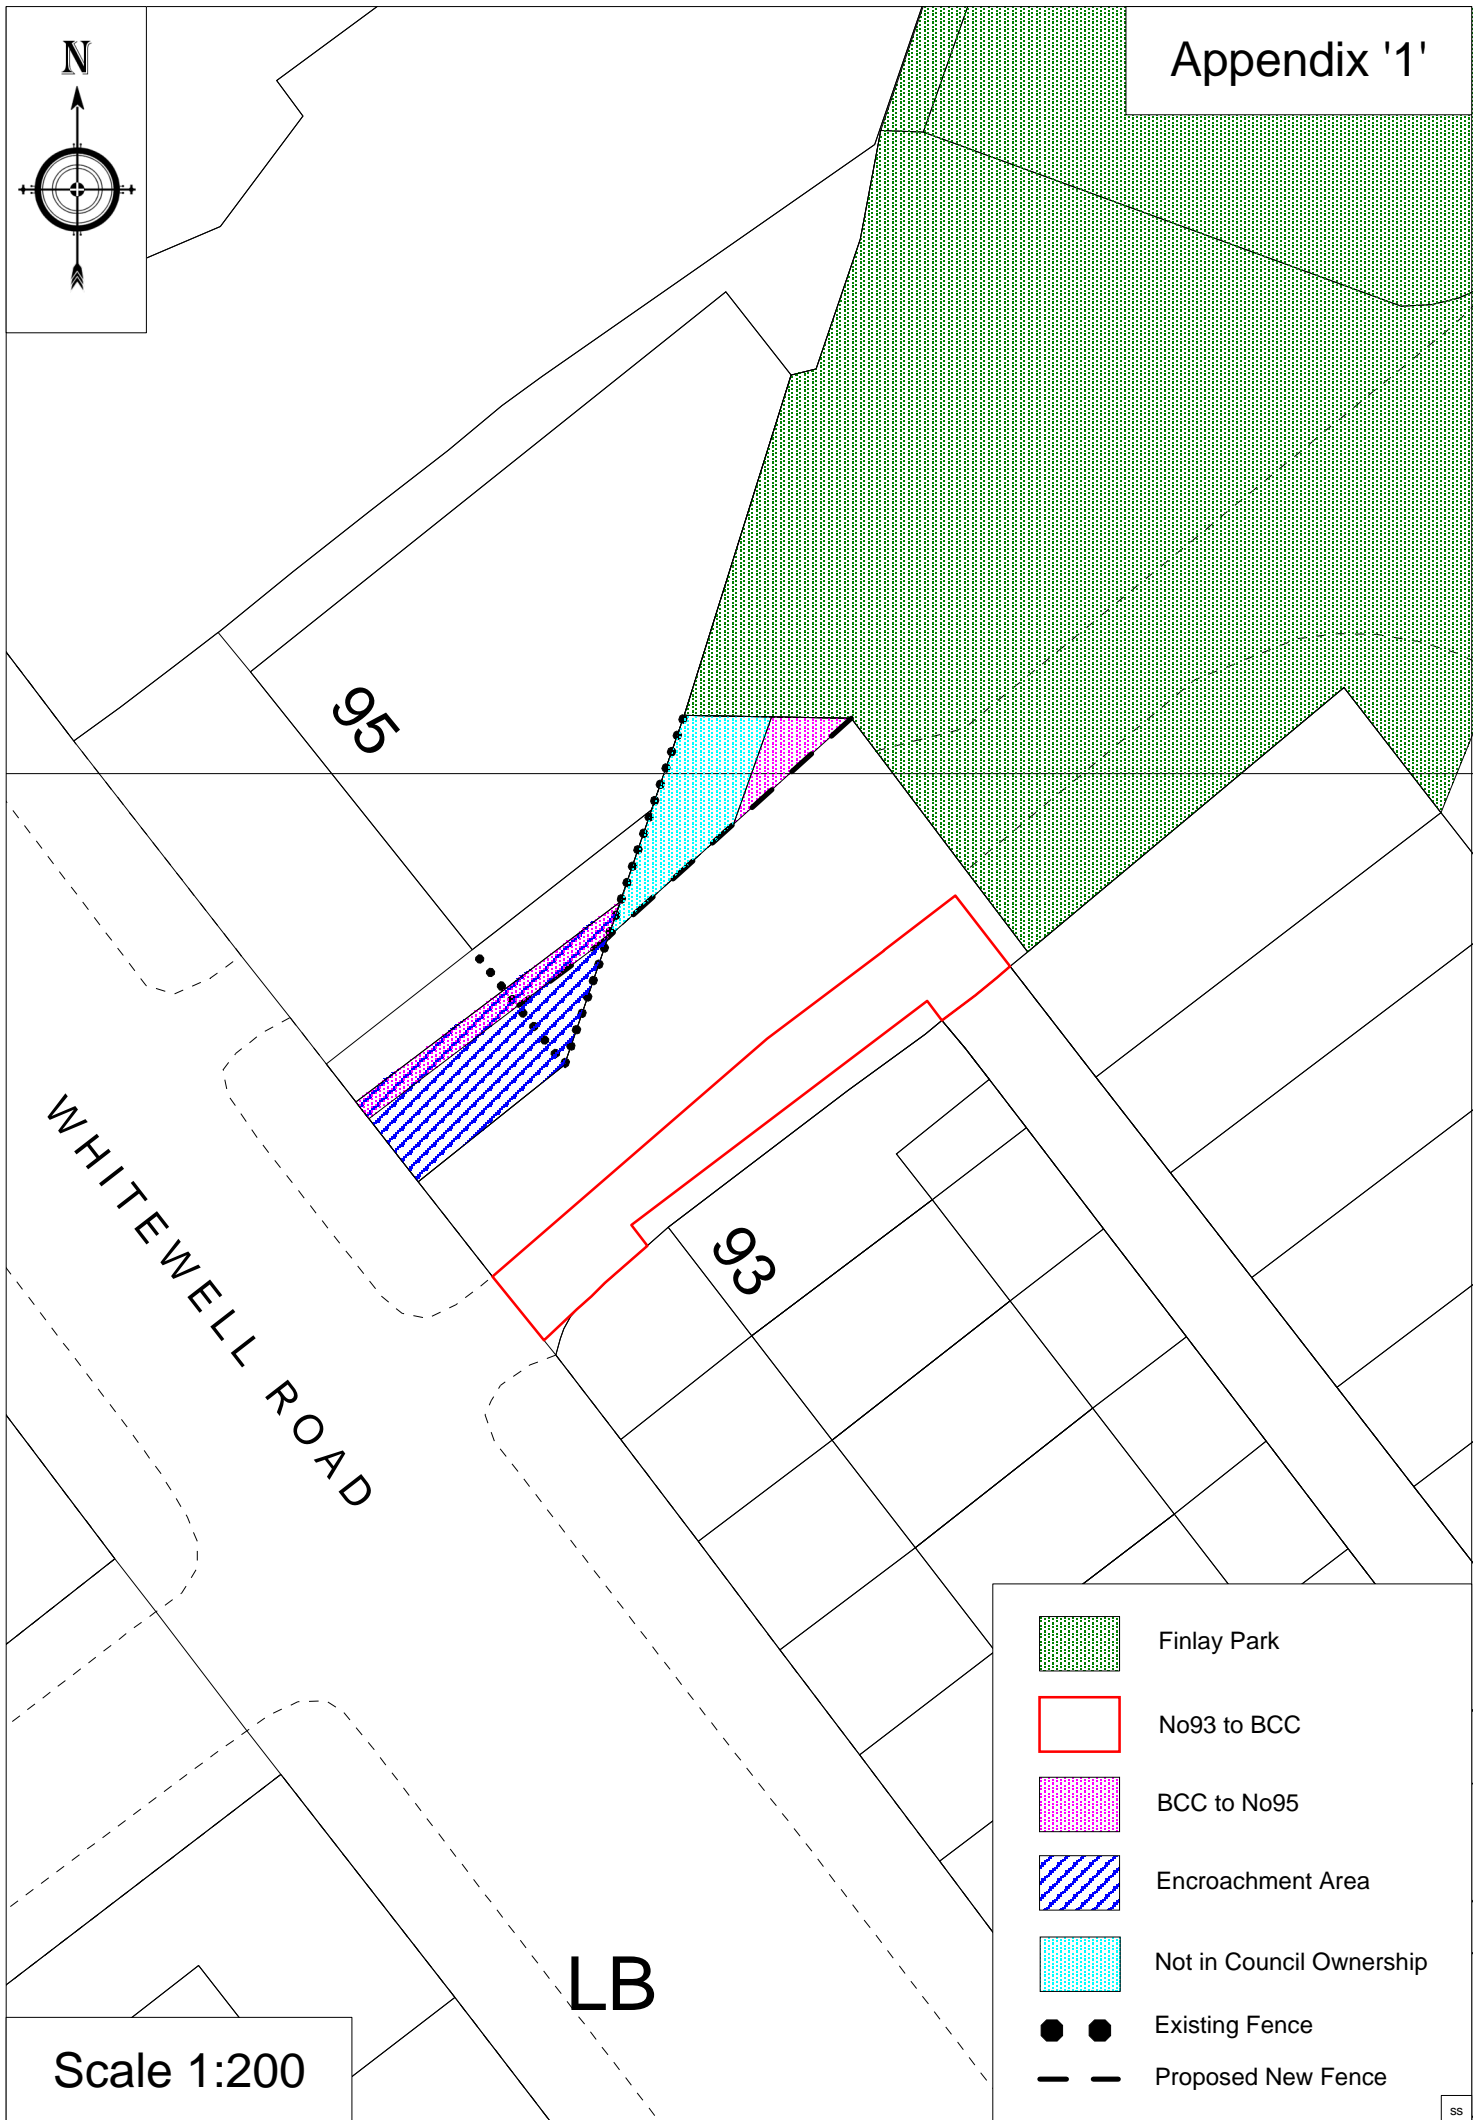 N
Appendix '1'
95
WHITEWELL ROAD
93
LB
Finlay Park
No93 to BCC
BCC to No95
Encroachment Area
Not in Council Ownership
Existing Fence
Proposed New Fence
Scale 1:200
ss